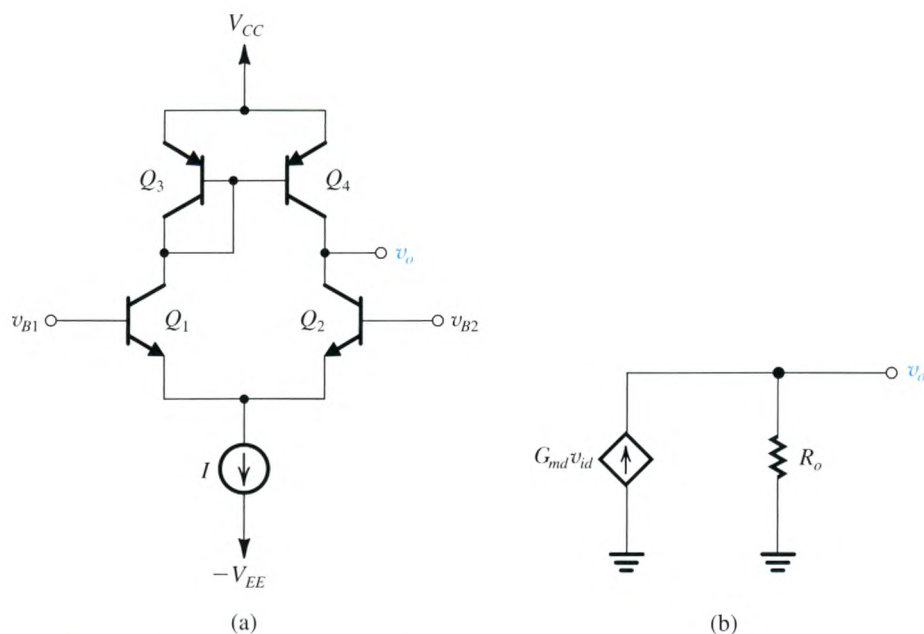 V_CC
Q_3
Q_4
v_o
v_B1
Q_1
Q_2
v_B2
I
−V_EE
(a)
v_o
G_md v_id
R_o
(b)